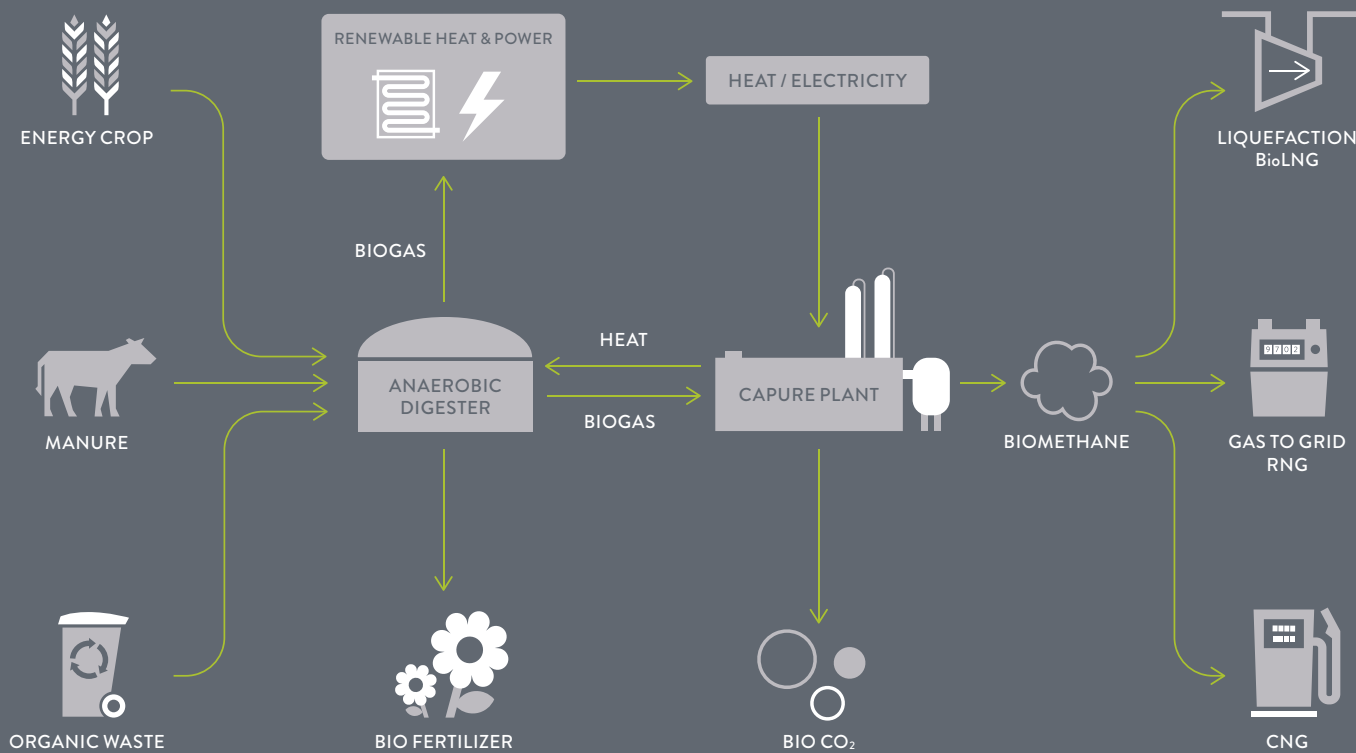 RENEWABLE HEAT & POWER
HEAT / ELECTRICITY
ENERGY CROP
LIQUEFACTION
BioLNG
BIOGAS
HEAT
ANAEROBIC
DIGESTER
CAPURE PLANT
BIOGAS
9702
MANURE
BIOMETHANE
GAS TO GRID
RNG
ORGANIC WASTE
BIO FERTILIZER
BIO CO₂
CNG